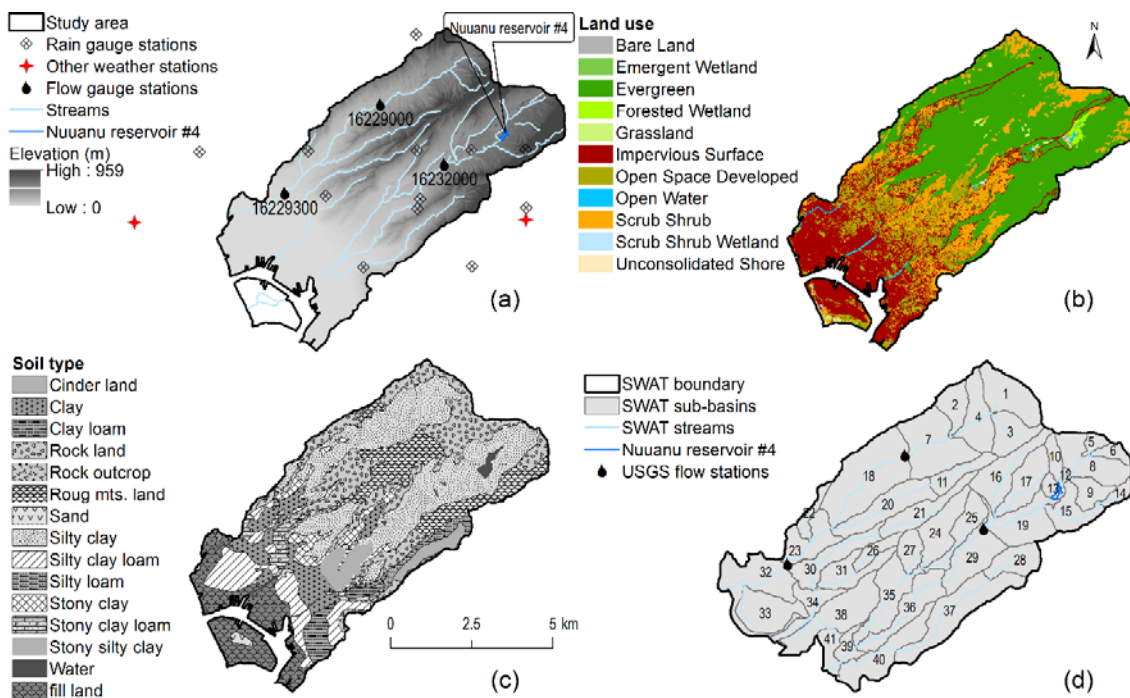 Study area
Rain gauge stations
Other weather stations
Flow gauge stations
Streams
Nuuanu reservoir #4
Elevation (m)
High : 959
Low : 0
Nuuanu reservoir #4
16229000
16232000
16229300
(a)
Land use
Bare Land
Emergent Wetland
Evergreen
Forested Wetland
Grassland
Impervious Surface
Open Space Developed
Open Water
Scrub Shrub
Scrub Shrub Wetland
Unconsolidated Shore
N
(b)
Soil type
Cinder land
Clay
Clay loam
Rock land
Rock outcrop
Roug mts. land
Sand
Silty clay
Silty clay loam
Silty loam
Stony clay
Stony clay loam
Stony silty clay
Water
fill land
0 2.5 5 km
(c)
SWAT boundary
SWAT sub-basins
SWAT streams
Nuuanu reservoir #4
USGS flow stations
1
2
4
3
7
5
6
10
8
12
18
11
16
17
13
9
14
15
22
20
21
25
19
24
23
26
27
29
28
32
30
31
35
36
37
33
34
38
41
39
40
(d)